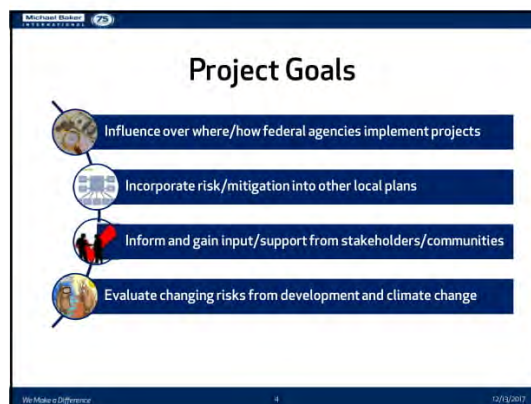 Michael Baker
INTERNATIONAL
75
Project Goals
Influence over where/how federal agencies implement projects
Incorporate risk/mitigation into other local plans
Inform and gain input/support from stakeholders/communities
Evaluate changing risks from development and climate change
We Make a Difference
4
12/13/2017